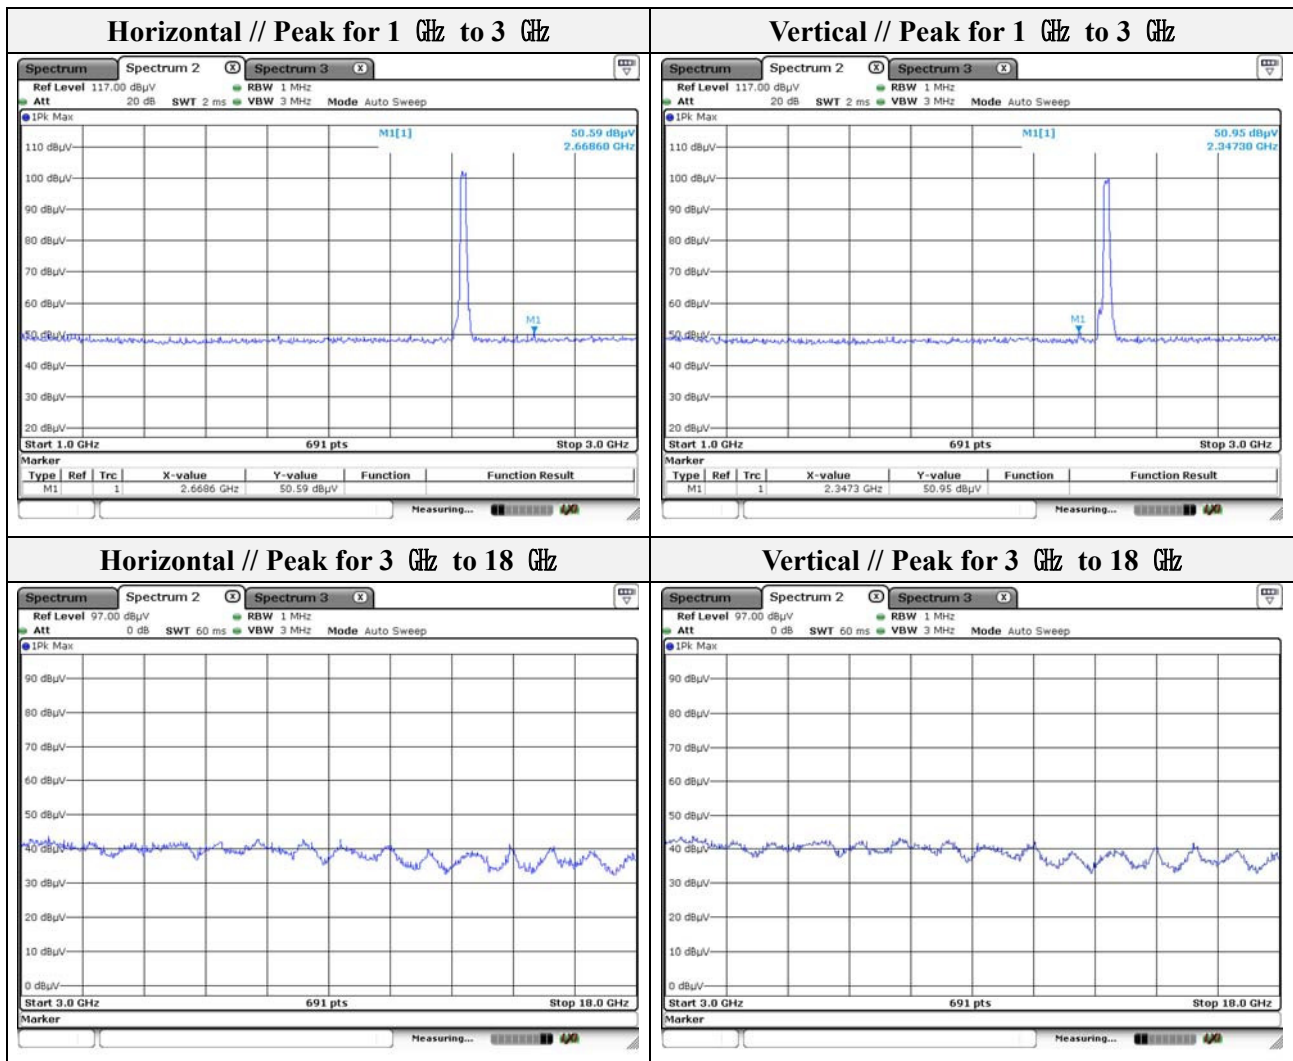 Horizontal // Peak for 1 ㎓ to 3 ㎓
Spectrum Spectrum 2 X Spectrum 3 X
Ref Level 117.00 dBµV RBW 1 MHz
Att 20 dB SWT 2 ms VBW 3 MHz Mode Auto Sweep
1Pk Max
M1[1] 50.59 dBµV
2.66860 GHz
110 dBµV
100 dBµV
90 dBµV
80 dBµV
70 dBµV
60 dBµV
M1
50 dBµV
40 dBµV
30 dBµV
20 dBµV
Start 1.0 GHz 691 pts Stop 3.0 GHz
Marker
Type Ref Trc X-value Y-value Function Function Result
M1 1 2.6686 GHz 50.59 dBµV
Measuring...
Vertical // Peak for 1 ㎓ to 3 ㎓
Spectrum Spectrum 2 X Spectrum 3 X
Ref Level 117.00 dBµV RBW 1 MHz
Att 20 dB SWT 2 ms VBW 3 MHz Mode Auto Sweep
1Pk Max
M1[1] 50.95 dBµV
2.34730 GHz
110 dBµV
100 dBµV
90 dBµV
80 dBµV
70 dBµV
60 dBµV
M1
50 dBµV
40 dBµV
30 dBµV
20 dBµV
Start 1.0 GHz 691 pts Stop 3.0 GHz
Marker
Type Ref Trc X-value Y-value Function Function Result
M1 1 2.3473 GHz 50.95 dBµV
Measuring...
Horizontal // Peak for 3 ㎓ to 18 ㎓
Spectrum Spectrum 2 X Spectrum 3 X
Ref Level 97.00 dBµV RBW 1 MHz
Att 0 dB SWT 60 ms VBW 3 MHz Mode Auto Sweep
1Pk Max
90 dBµV
80 dBµV
70 dBµV
60 dBµV
50 dBµV
40 dBµV
30 dBµV
20 dBµV
10 dBµV
0 dBµV
Start 3.0 GHz 691 pts Stop 18.0 GHz
Marker
Measuring...
Vertical // Peak for 3 ㎓ to 18 ㎓
Spectrum Spectrum 2 X Spectrum 3 X
Ref Level 97.00 dBµV RBW 1 MHz
Att 0 dB SWT 60 ms VBW 3 MHz Mode Auto Sweep
1Pk Max
90 dBµV
80 dBµV
70 dBµV
60 dBµV
50 dBµV
40 dBµV
30 dBµV
20 dBµV
10 dBµV
0 dBµV
Start 3.0 GHz 691 pts Stop 18.0 GHz
Marker
Measuring...